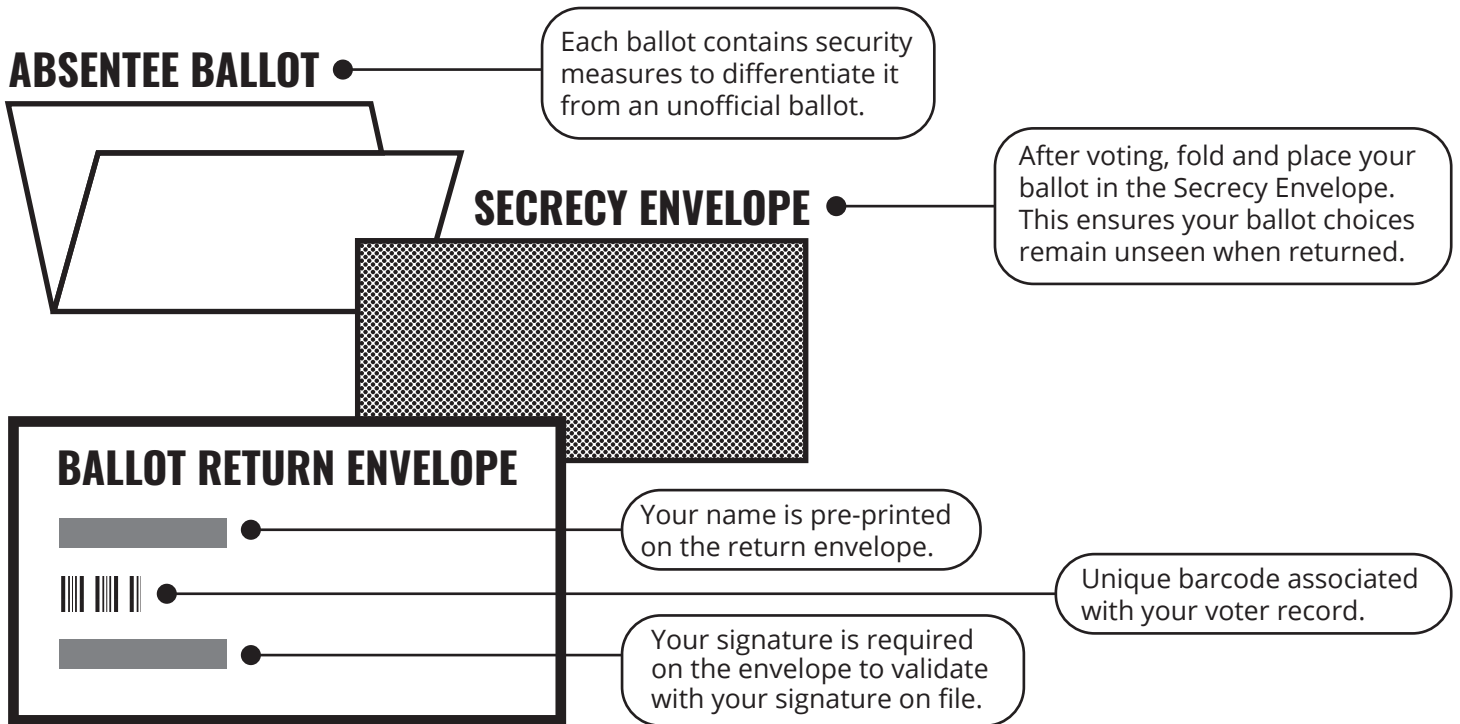 ABSENTEE BALLOT
Each ballot contains security
measures to differentiate it
from an unofficial ballot.
SECRECY ENVELOPE
After voting, fold and place your
ballot in the Secrecy Envelope.
This ensures your ballot choices
remain unseen when returned.
BALLOT RETURN ENVELOPE
Your name is pre-printed
on the return envelope.
Unique barcode associated
with your voter record.
Your signature is required
on the envelope to validate
with your signature on file.